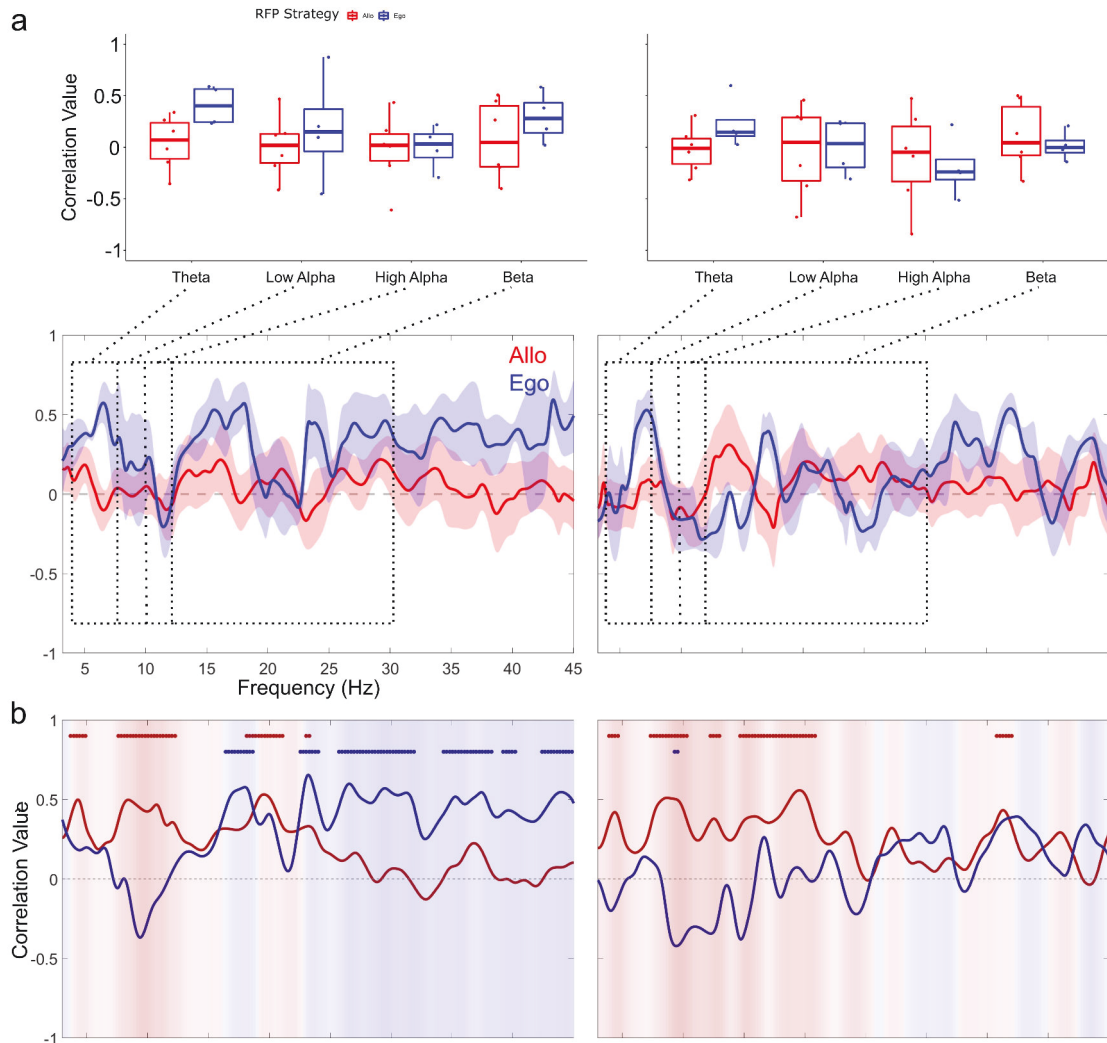 a
RFP Strategy Allo Ego
Correlation Value
1
0.5
0
-0.5
-1
Theta Low Alpha High Alpha Beta
Theta Low Alpha High Alpha Beta
1
0.5
0
-0.5
-1
Allo
Ego
5 10 15 20 25 30 35 40 45
Frequency (Hz)
b
Correlation Value
1
0.5
0
-0.5
-1